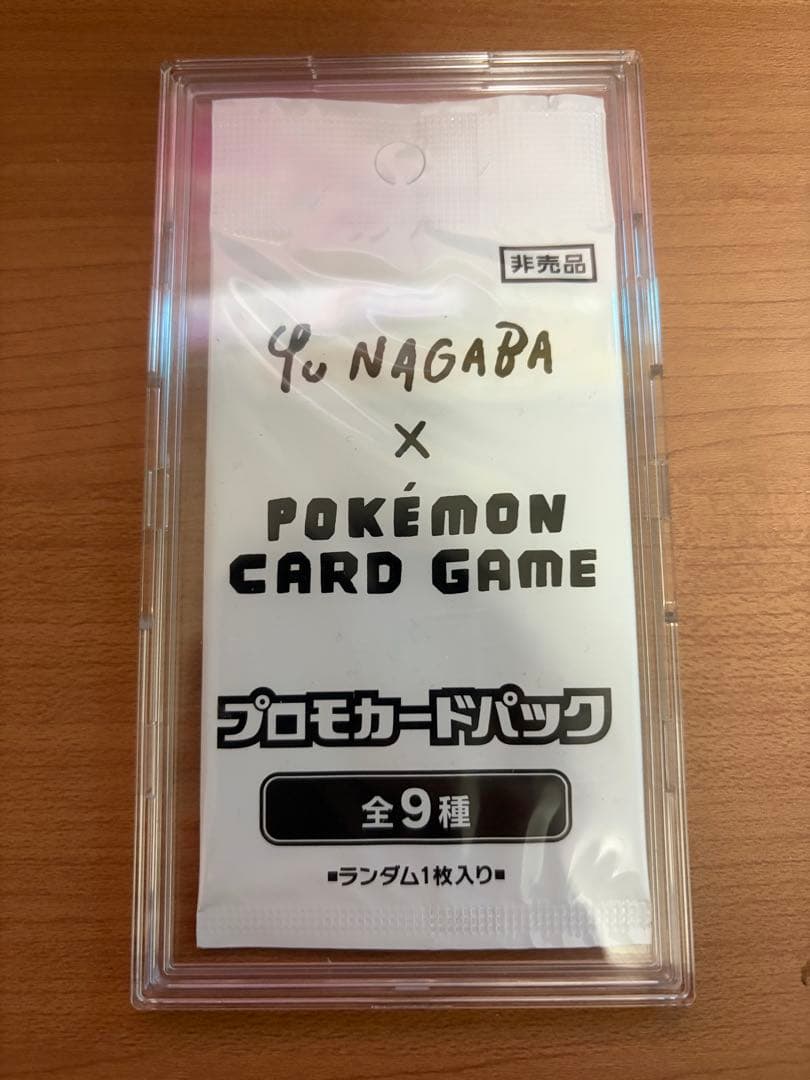 非売品
Yu NAGABA
×
POKÉMON
CARD GAME
プロモカードパック
全9種
■ランダム1枚入り■